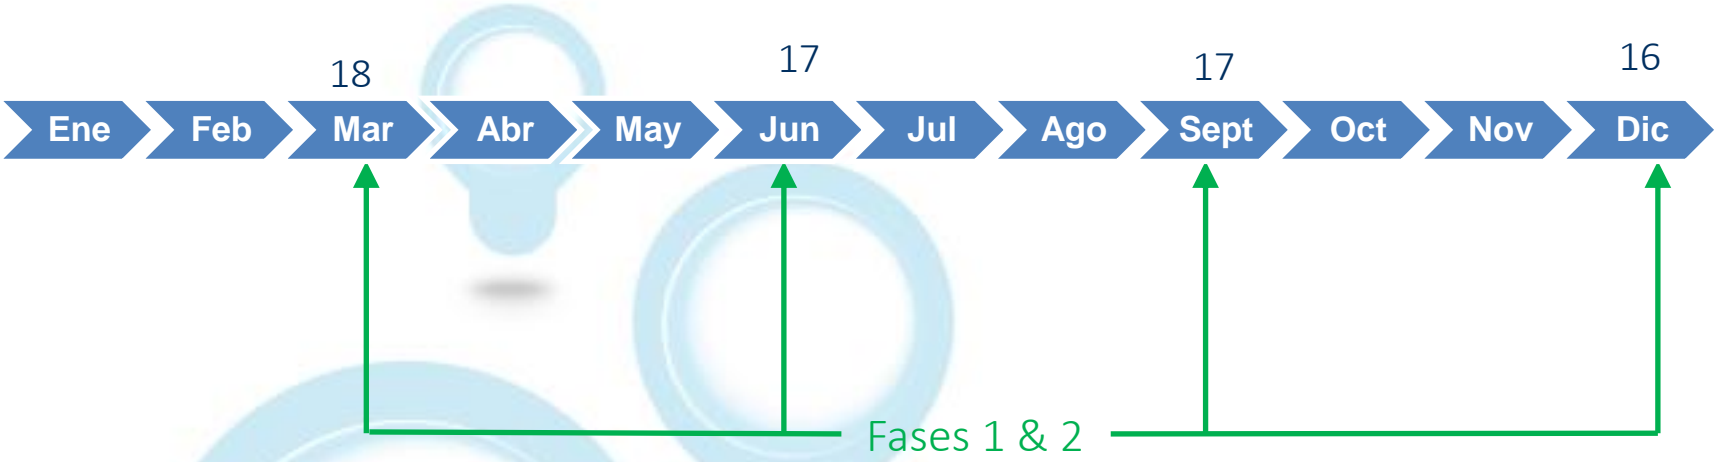 18 17 17 16
Ene Feb Mar Abr May Jun Jul Ago Sept Oct Nov Dic
Fases 1 & 2